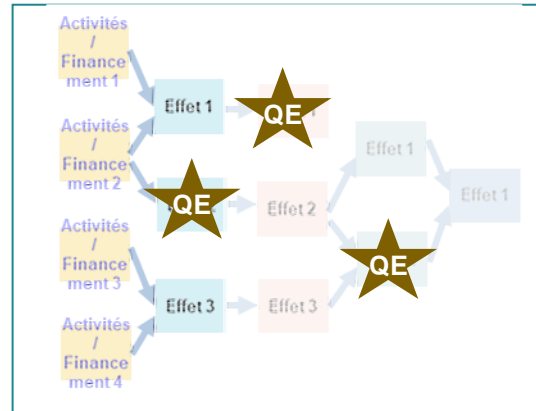 Activités
/
Finance
ment 1
Activités
/
Finance
ment 2
Activités
/
Finance
ment 3
Activités
/
Finance
ment 4
Effet 1
QE
Effet 3
QE
Effet 2
Effet 3
Effet 1
QE
Effet 1